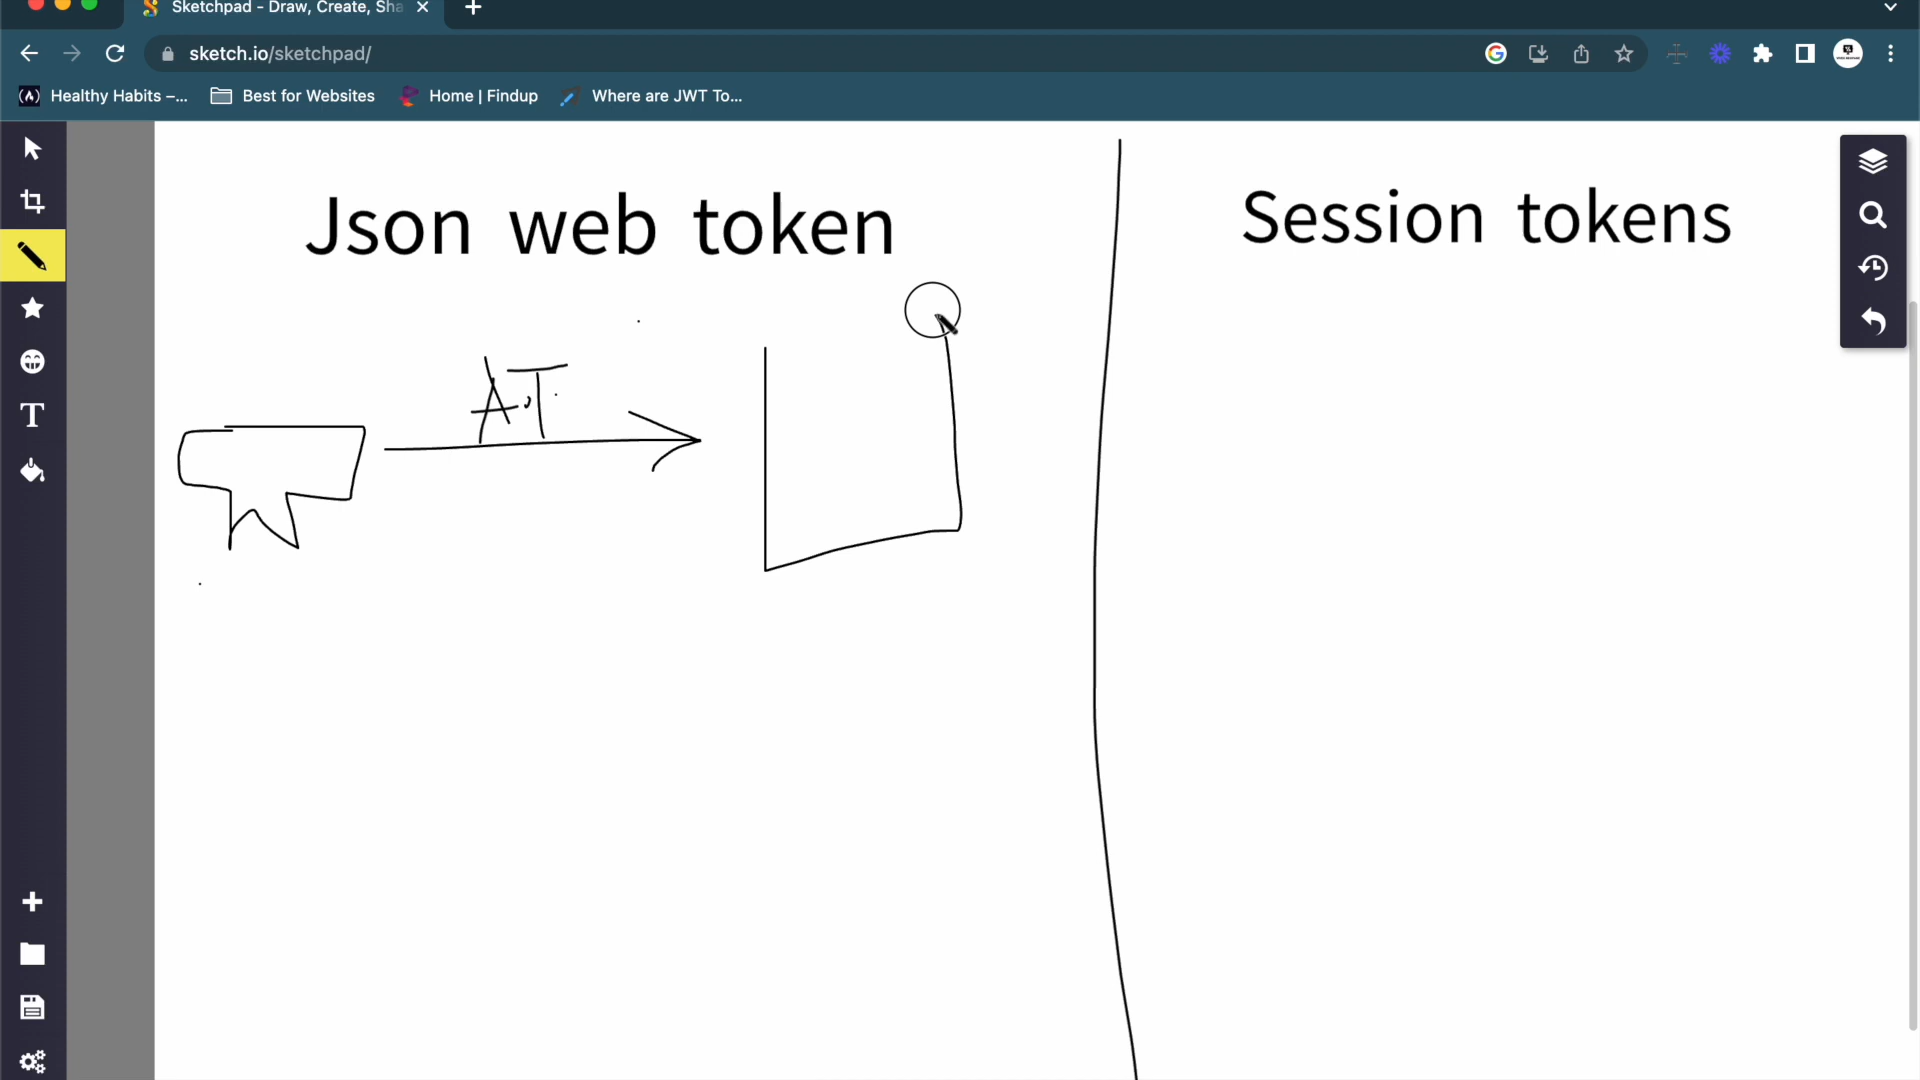 Sketchpad - Draw, Create, Sha
sketch.io/sketchpad/
Healthy Habits –...
Best for Websites
Home | Findup
Where are JWT To...
Json web token
Session tokens
A.T
T